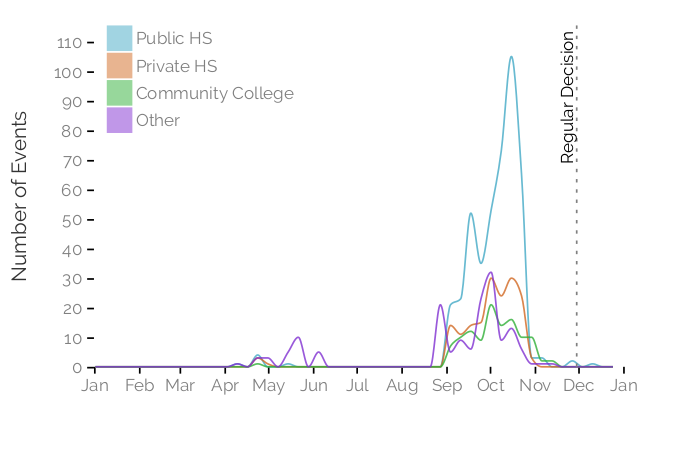 Public HS
Private HS
Community College
Other
Regular Decision
Number of Events
110
100
90
80
70
60
50
40
30
20
10
0
Jan Feb Mar Apr May Jun Jul Aug Sep Oct Nov Dec Jan